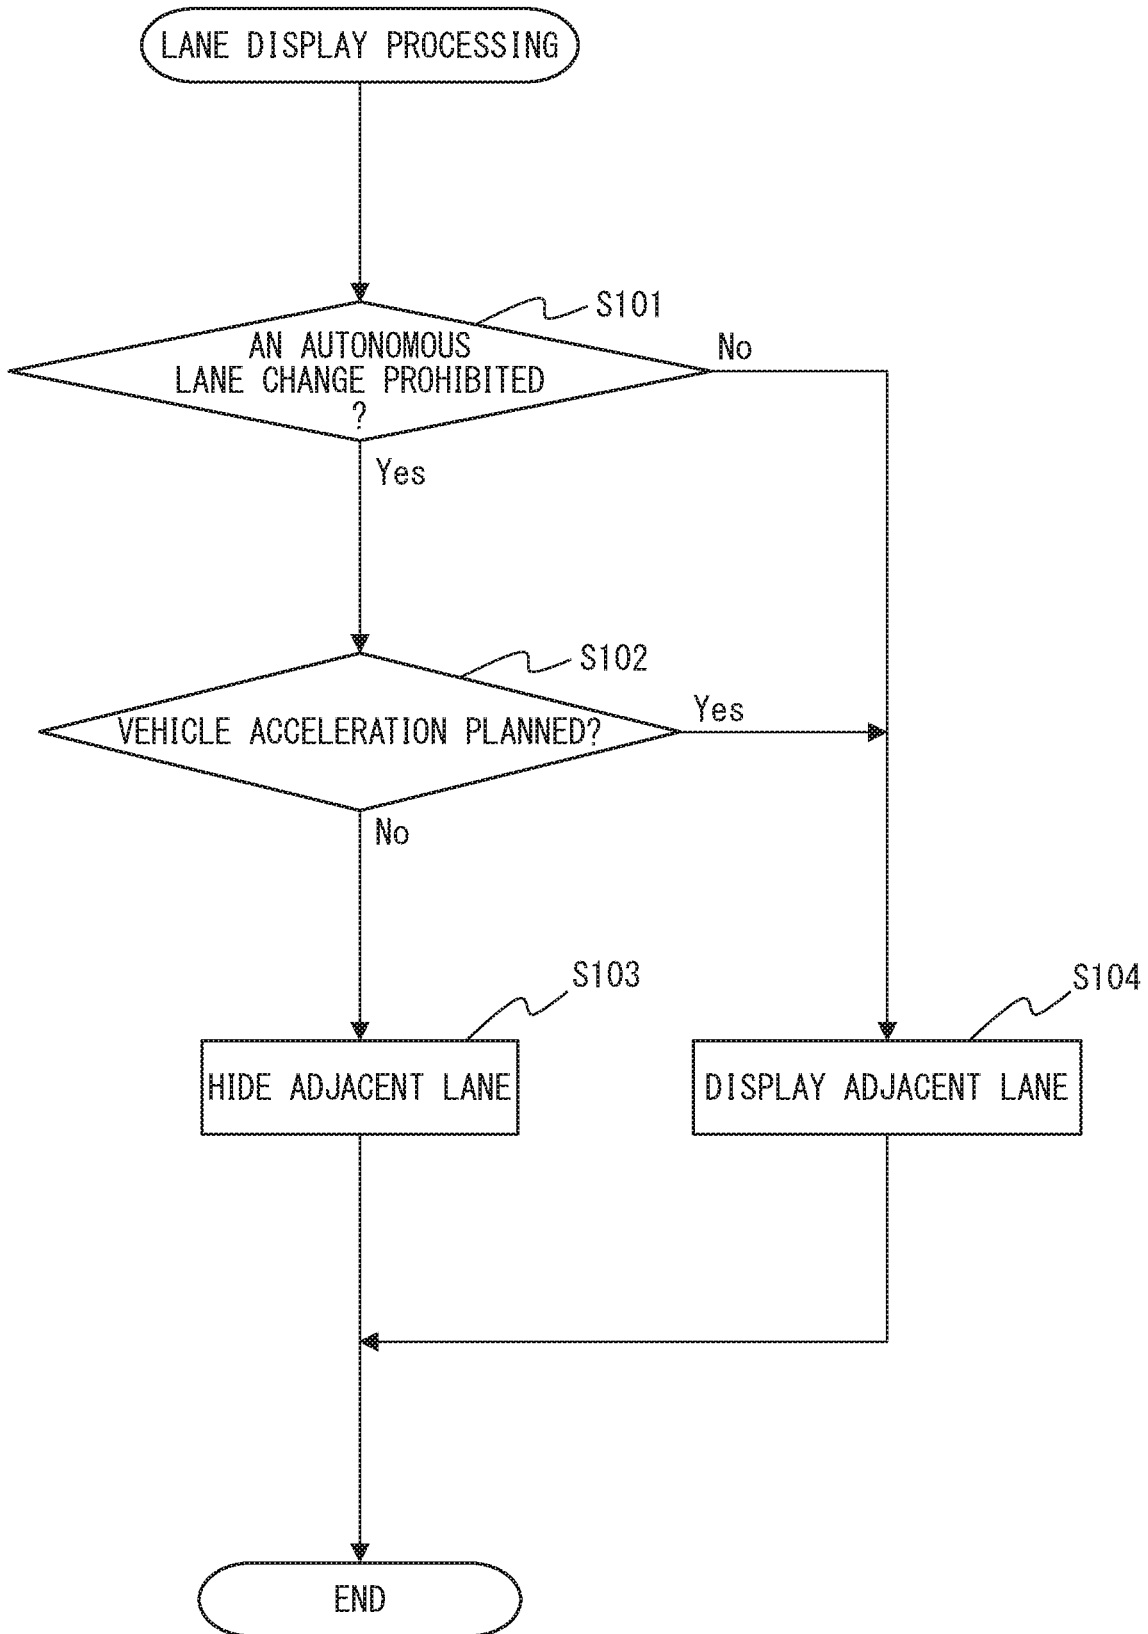 LANE DISPLAY PROCESSING
S101
AN AUTONOMOUS
LANE CHANGE PROHIBITED
?
No
Yes
S102
VEHICLE ACCELERATION PLANNED?
Yes
No
S103
S104
HIDE ADJACENT LANE
DISPLAY ADJACENT LANE
END